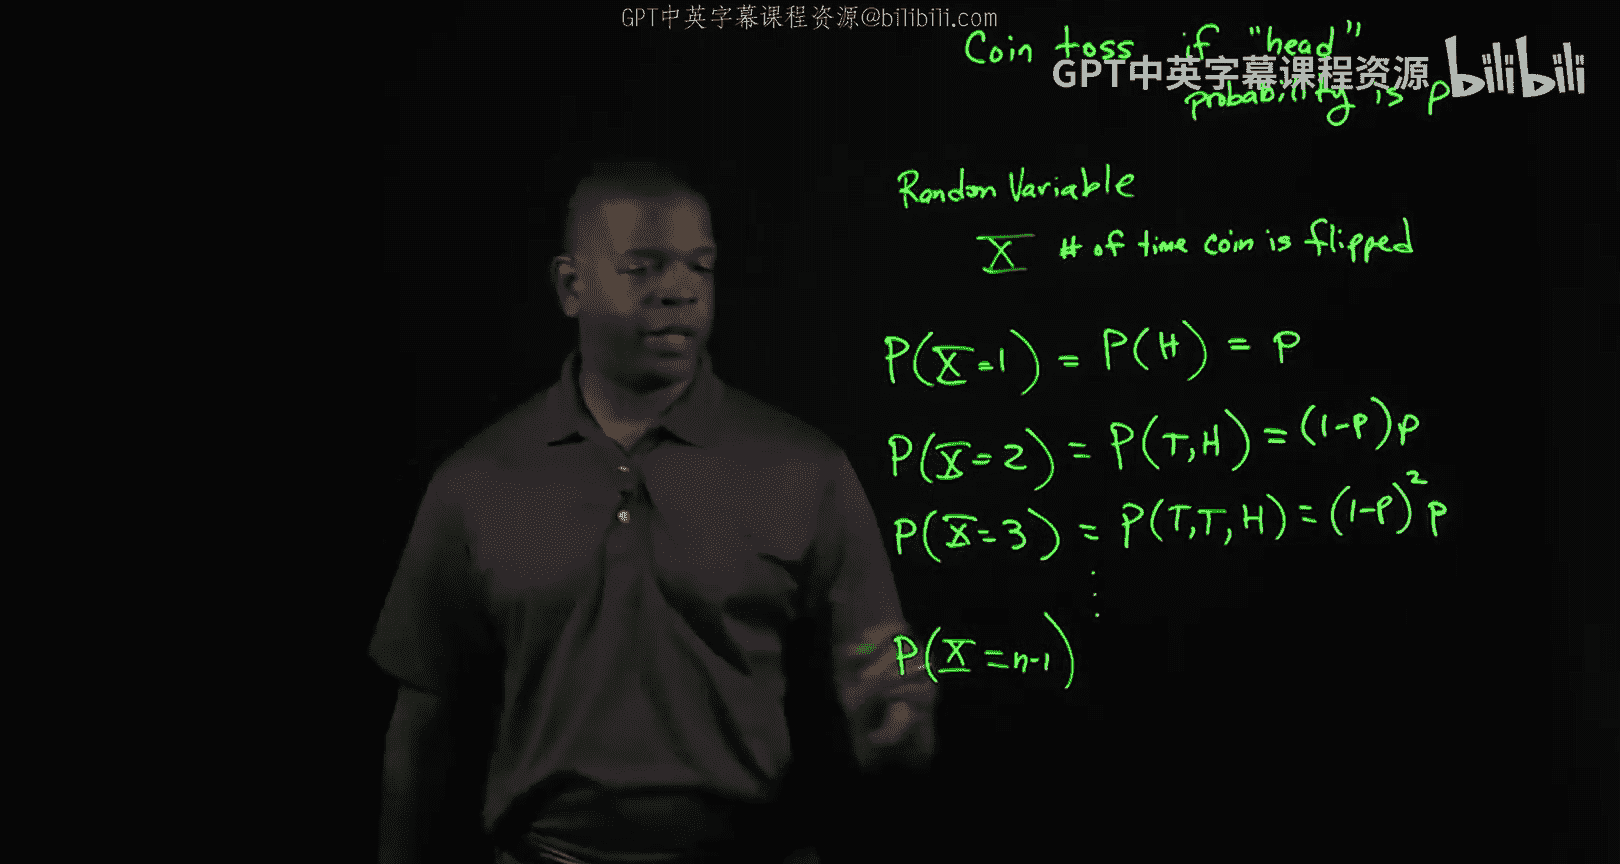 GPT中英字幕课程资源@bilibili.com
Coin toss if "head"
GPT中英字幕课程资源 bilibili
probability is p
Random Variable
X # of time coin is flipped
P(X=1) = P(H) = p
P(X=2) = P(T,H) = (1-p)p
P(X=3) = P(T,T,H) = (1-p)²p
⋮
P(X=n-1)